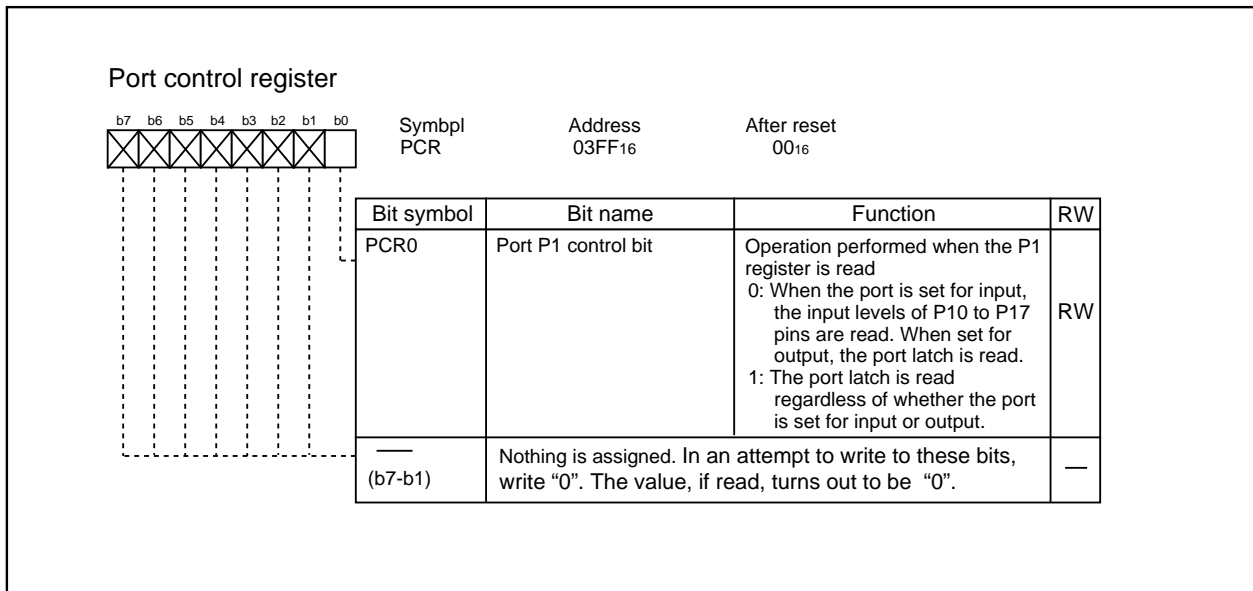 Port control register
b7 b6 b5 b4 b3 b2 b1 b0
Symbpl Address After reset
PCR 03FF16 0016
Bit symbol Bit name Function RW
PCR0 Port P1 control bit Operation performed when the P1
register is read
0: When the port is set for input,
the input levels of P10 to P17
pins are read. When set for
output, the port latch is read.
1: The port latch is read
regardless of whether the port
is set for input or output.
RW
—
(b7-b1)
Nothing is assigned. In an attempt to write to these bits,
write “0”. The value, if read, turns out to be “0”.
—